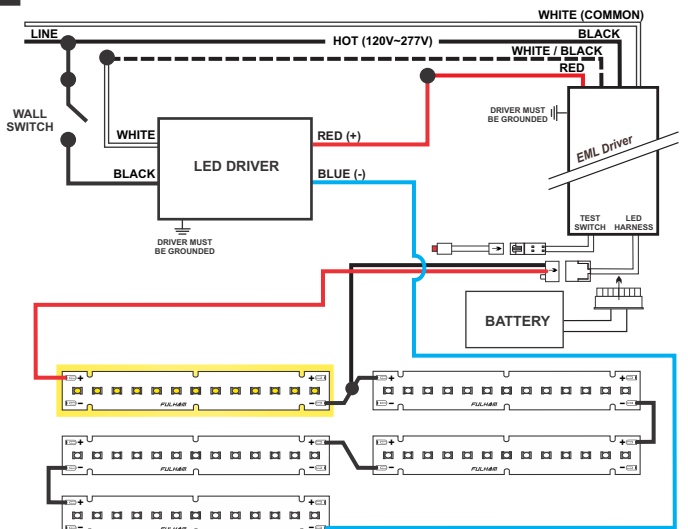 WHITE (COMMON)
LINE
HOT (120V~277V)
BLACK
WHITE / BLACK
RED
WALL
SWITCH
DRIVER MUST
BE GROUNDED
EML Driver
WHITE
RED (+)
LED DRIVER
BLACK
BLUE (-)
TEST
SWITCH
LED
HARNESS
DRIVER MUST
BE GROUNDED
BATTERY
+ +
- -
FULHAM
+ +
- -
FULHAM
+ +
- -
FULHAM
+ +
- -
FULHAM
+ +
- -
FULHAM